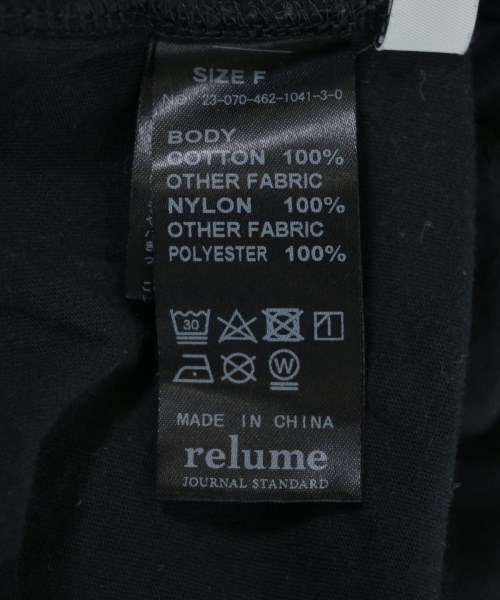 SIZE F
No 23-070-462-1041-3-0
BODY
COTTON 100%
OTHER FABRIC
NYLON 100%
OTHER FABRIC
POLYESTER 100%
30
W
MADE IN CHINA
relume
JOURNAL STANDARD